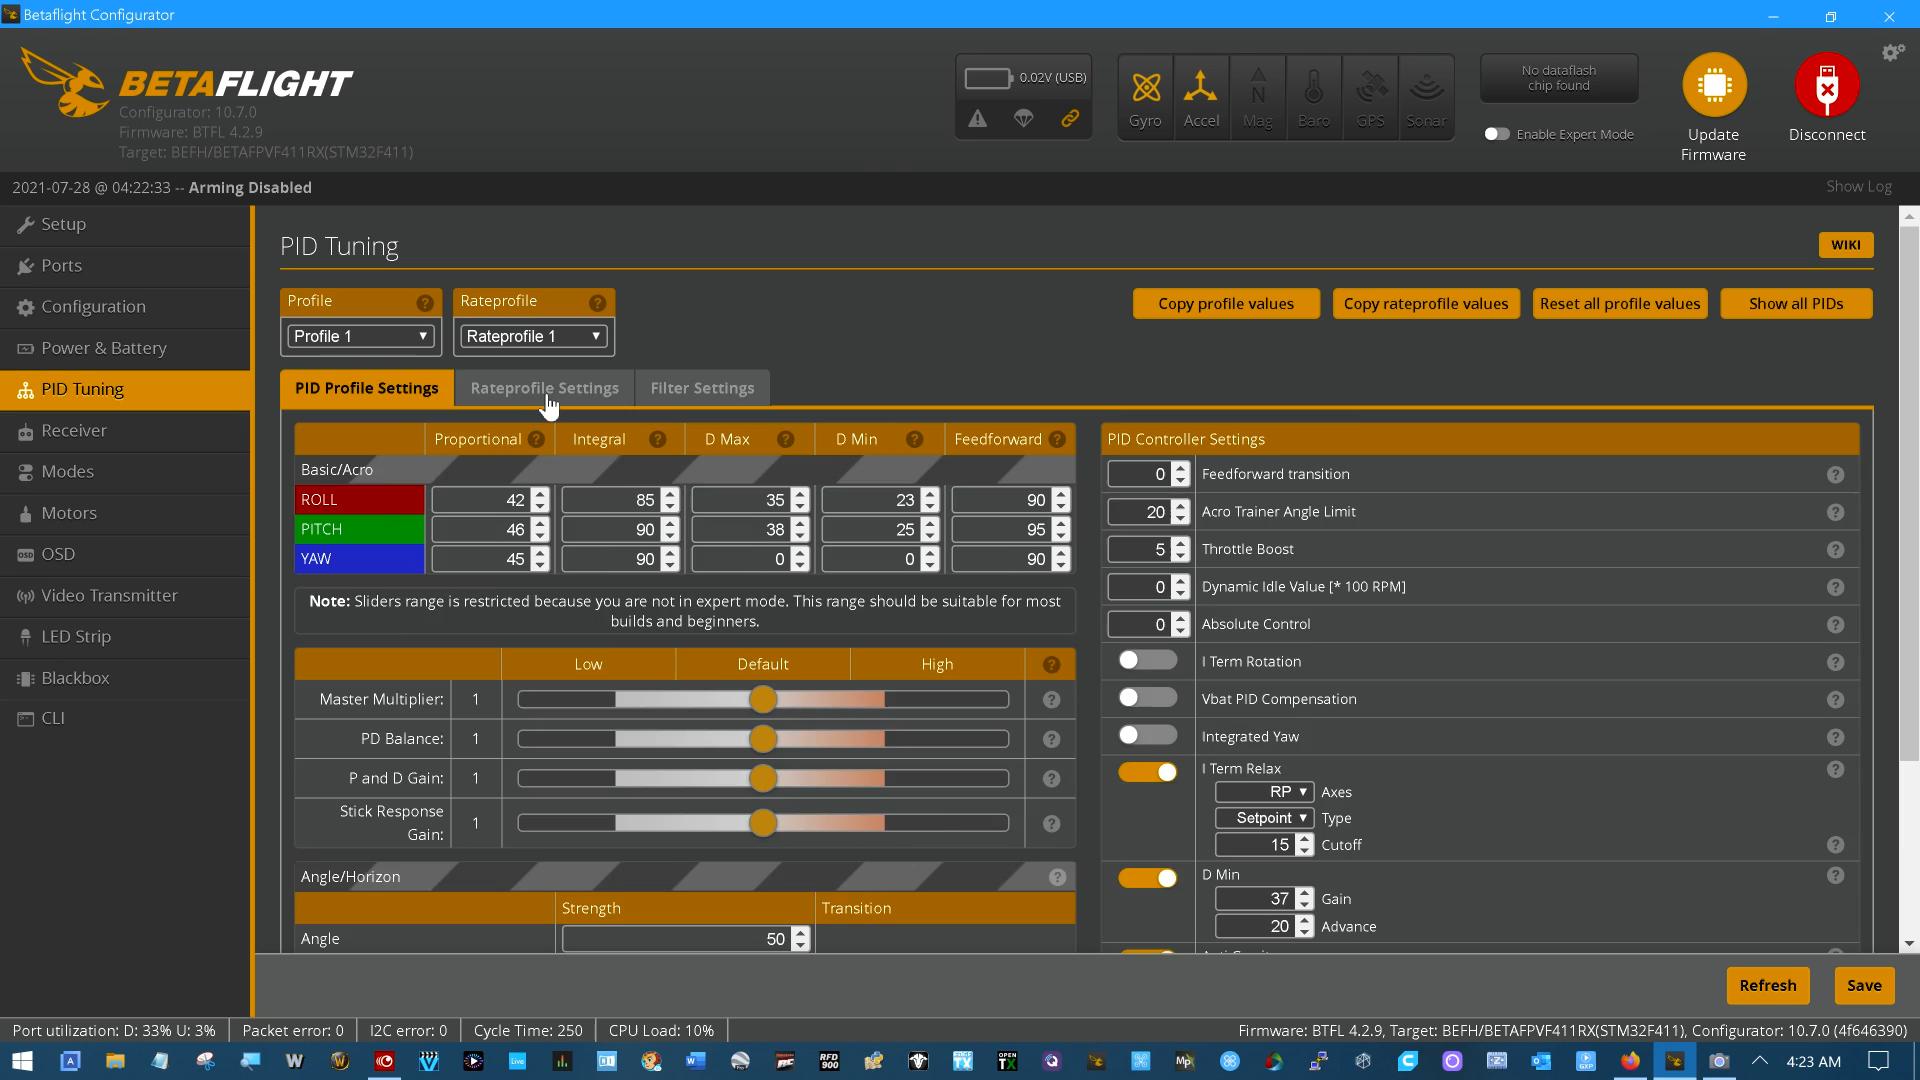 Betaflight Configurator
BETAFLIGHT
Configurator: 10.7.0
Firmware: BTFL 4.2.9
Target: BEFH/BETAFPVF411RX(STM32F411)
0.02V (USB)
Gyro Accel Mag Baro GPS Sonar
No dataflash
chip found
Enable Expert Mode
Update
Firmware
Disconnect
2021-07-28 @ 04:22:33 -- Arming Disabled
Show Log
Setup
Ports
Configuration
Power & Battery
PID Tuning
Receiver
Modes
Motors
OSD
Video Transmitter
LED Strip
Blackbox
CLI
PID Tuning
WIKI
Profile
Profile 1
Rateprofile
Rateprofile 1
Copy profile values
Copy rateprofile values
Reset all profile values
Show all PIDs
PID Profile Settings
Rateprofile Settings
Filter Settings
Proportional Integral D Max D Min Feedforward
Basic/Acro
ROLL 42 85 35 23 90
PITCH 46 90 38 25 95
YAW 45 90 0 0 90
Note: Sliders range is restricted because you are not in expert mode. This range should be suitable for most
builds and beginners.
Low Default High
Master Multiplier: 1
PD Balance: 1
P and D Gain: 1
Stick Response
Gain: 1
Angle/Horizon
Strength Transition
Angle 50
PID Controller Settings
0 Feedforward transition
20 Acro Trainer Angle Limit
5 Throttle Boost
0 Dynamic Idle Value [* 100 RPM]
0 Absolute Control
I Term Rotation
Vbat PID Compensation
Integrated Yaw
I Term Relax
RP Axes
Setpoint Type
15 Cutoff
D Min
37 Gain
20 Advance
Refresh
Save
Port utilization: D: 33% U: 3%
Packet error: 0
I2C error: 0
Cycle Time: 250
CPU Load: 10%
Firmware: BTFL 4.2.9, Target: BEFH/BETAFPVF411RX(STM32F411), Configurator: 10.7.0 (4f646390)
4:23 AM